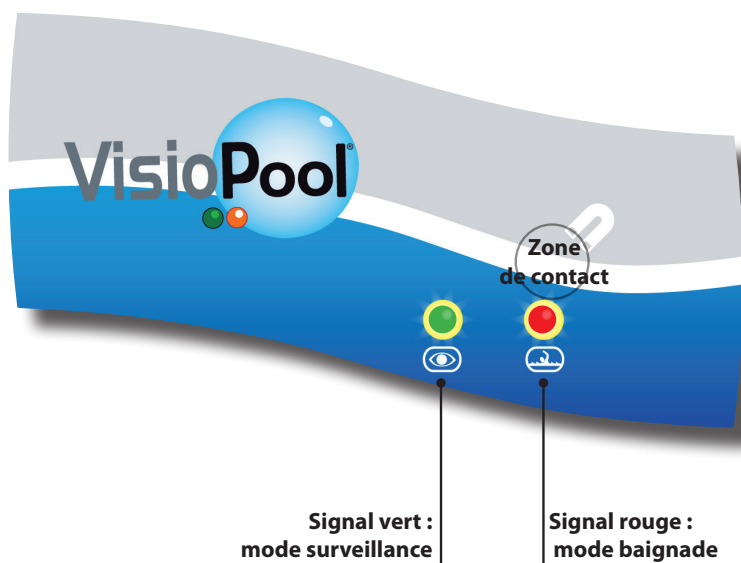 VisioPool®
Zone
de contact
Signal vert :
mode surveillance
Signal rouge :
mode baignade